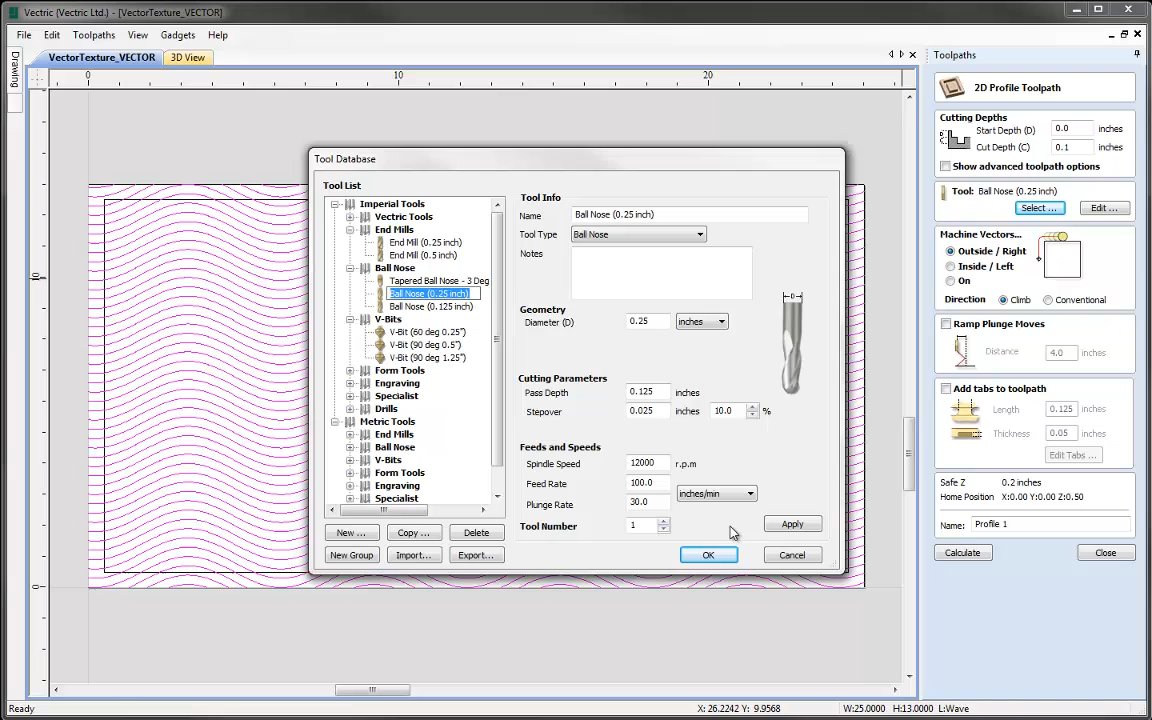 Vectric {Vectric Ltd.} - [VectorTexture_VECTOR]
File Edit Toolpaths View Gadgets Help
VectorTexture_VECTOR 3D View
Drawing
0 10 20
0
Tool Database
Tool List
Imperial Tools
Vectric Tools
End Mills
End Mill (0.25 inch)
End Mill (0.5 inch)
Ball Nose
Tapered Ball Nose - 3 Deg
Ball Nose (0.25 inch)
Ball Nose (0.125 inch)
V-Bits
V-Bit (60 deg 0.25")
V-Bit (90 deg 0.5")
V-Bit (90 deg 1.25")
Form Tools
Engraving
Specialist
Drills
Metric Tools
End Mills
Ball Nose
V-Bits
Form Tools
Engraving
Specialist
New ... Copy ... Delete
New Group Import... Export...
Tool Info
Name Ball Nose (0.25 inch)
Tool Type Ball Nose
Notes
Geometry
Diameter (D) 0.25 inches
D
Cutting Parameters
Pass Depth 0.125 inches
Stepover 0.025 inches 10.0 %
Feeds and Speeds
Spindle Speed 12000 r.p.m
Feed Rate 100.0
inches/min
Plunge Rate 30.0
Tool Number 1
Apply
OK Cancel
Toolpaths
2D Profile Toolpath
Cutting Depths
Start Depth (D) 0.0 inches
Cut Depth (C) 0.1 inches
Show advanced toolpath options
Tool: Ball Nose (0.25 inch)
Select ... Edit ...
Machine Vectors...
Outside / Right
Inside / Left
On
Direction Climb Conventional
Ramp Plunge Moves
Distance 4.0 inches
Add tabs to toolpath
Length 0.125 inches
Thickness 0.05 inches
Edit Tabs ...
Safe Z 0.2 inches
Home Position X:0.00 Y:0.00 Z:0.50
Name: Profile 1
Calculate Close
Ready X: 26.2242 Y: 9.9568 W:25.0000 H:13.0000 L:Wave